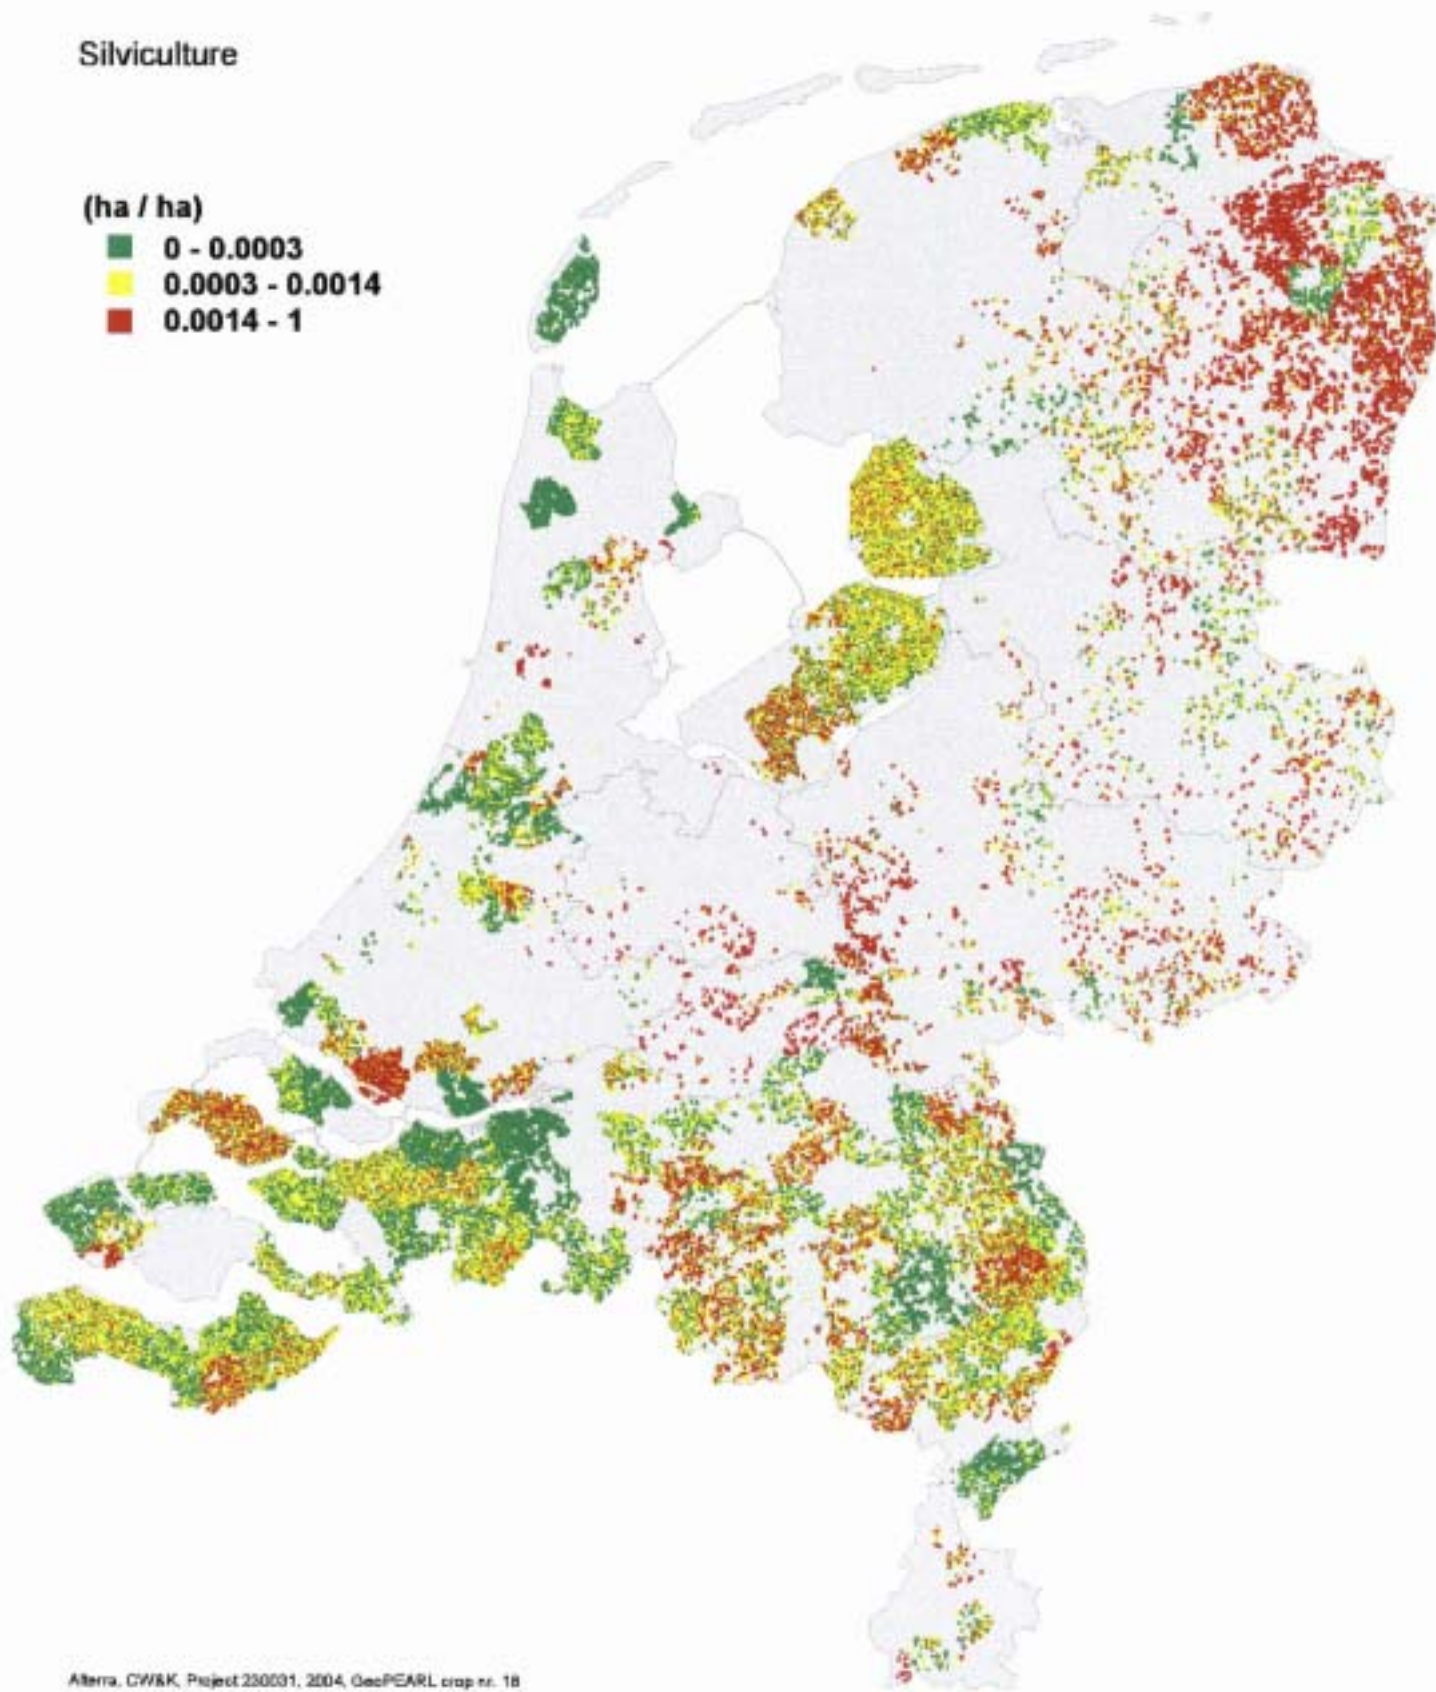 Silviculture
(ha / ha)
0 - 0.0003
0.0003 - 0.0014
0.0014 - 1
Alterra, CW&K, Project 230031, 2004, GeoPEARL crop nr. 18